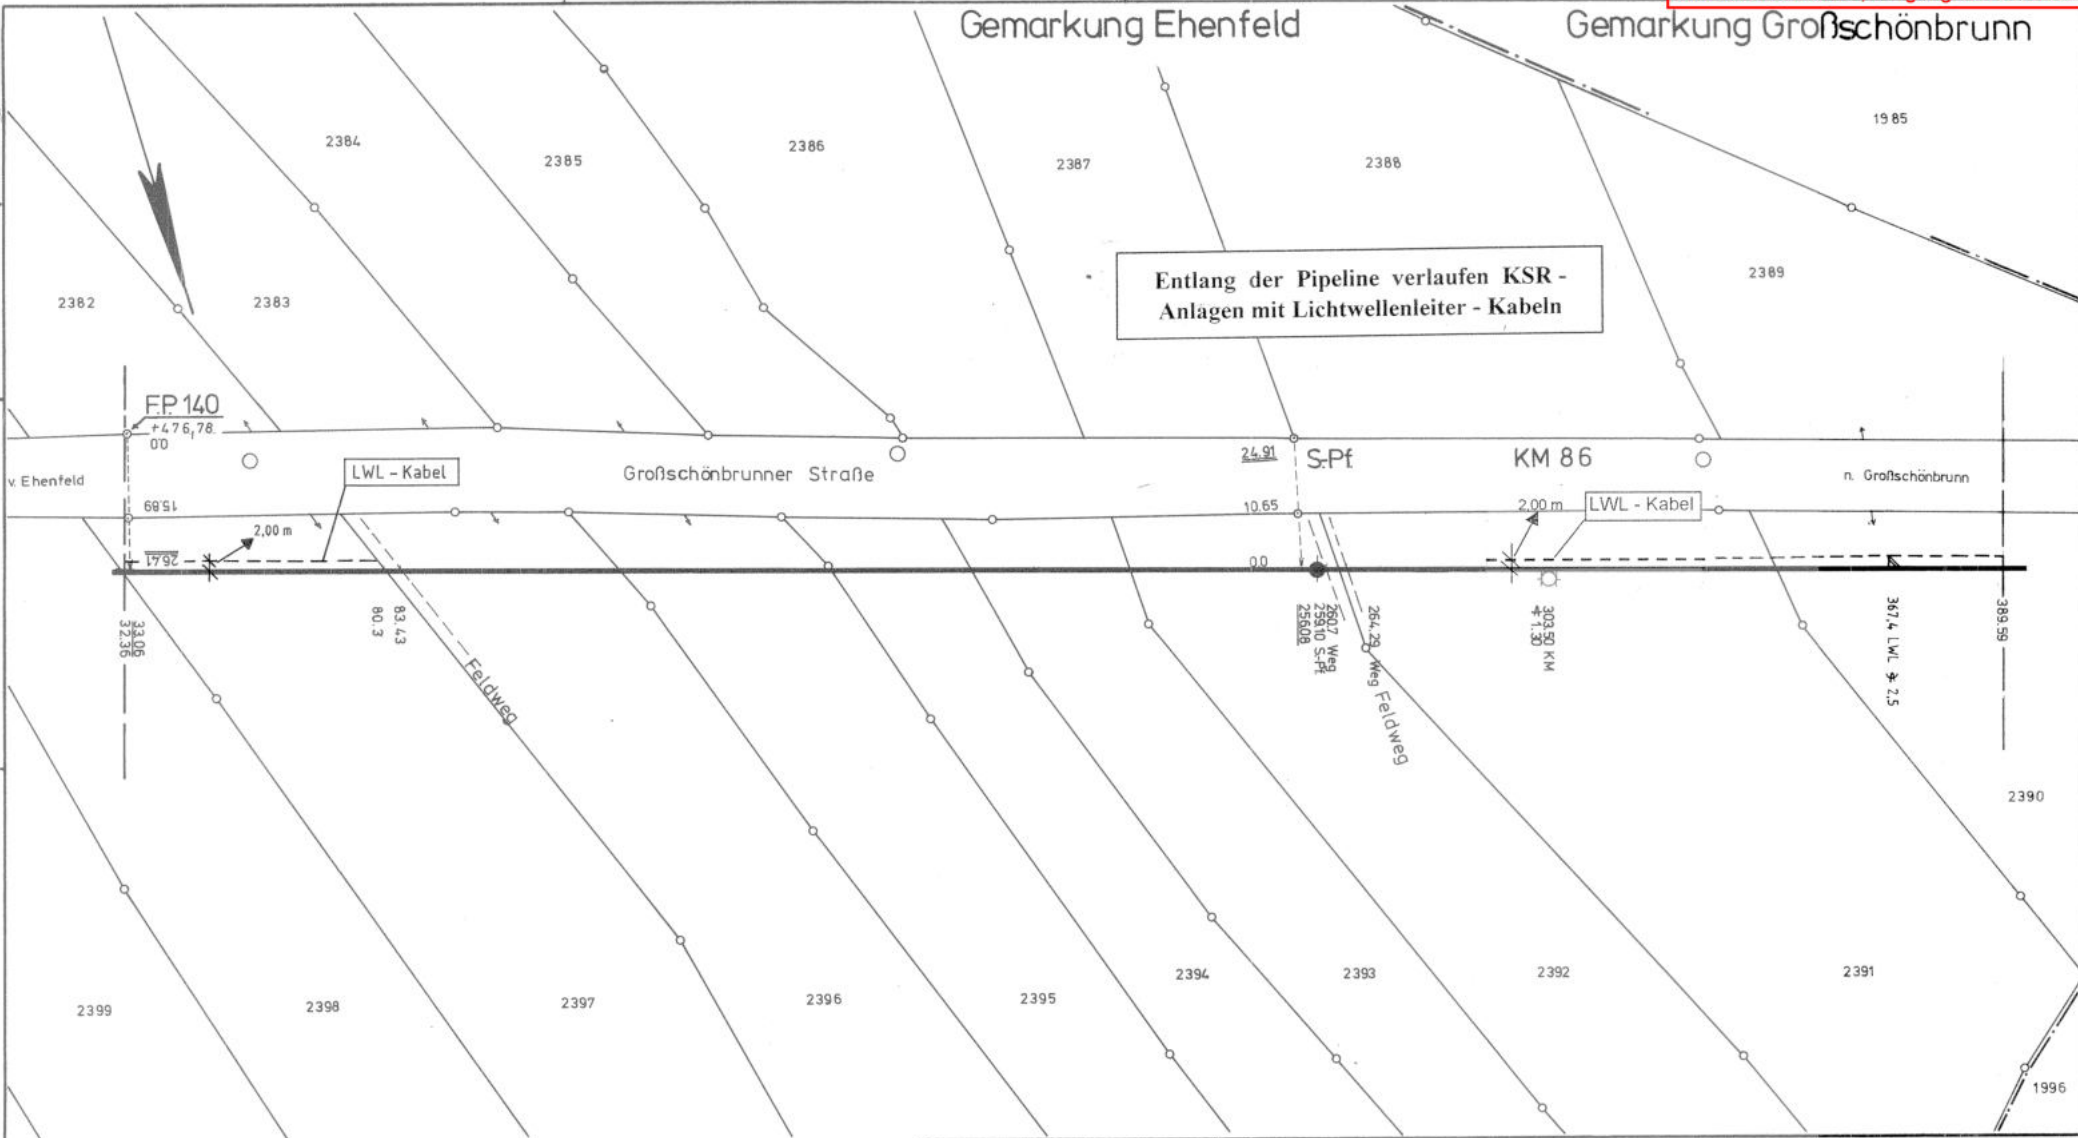 Gemarkung Ehenfeld
Gemarkung Großschönbrunn
1985
2384
2385
2386
2387
2388
2389
2382
2383
Entlang der Pipeline verlaufen KSR -
Anlagen mit Lichtwellenleiter - Kabeln
F.P. 140
+476,78
0.0
v. Ehenfeld
LWL - Kabel
Großschönbrunner Straße
24.91
S-Pf.
KM 86
n. Großschönbrunn
15.89
2,00 m
10.65
2,00 m
LWL - Kabel
26.41
0.0
33.06
32.36
83.43
80.3
Feldweg
260.7 Weg
259.10 S-Pf.
256.08
264.29 Weg
Feldweg
303.50 KM
1.30
367,4 LWL 2,5
389.59
2390
2399
2398
2397
2396
2395
2394
2393
2392
2391
1996